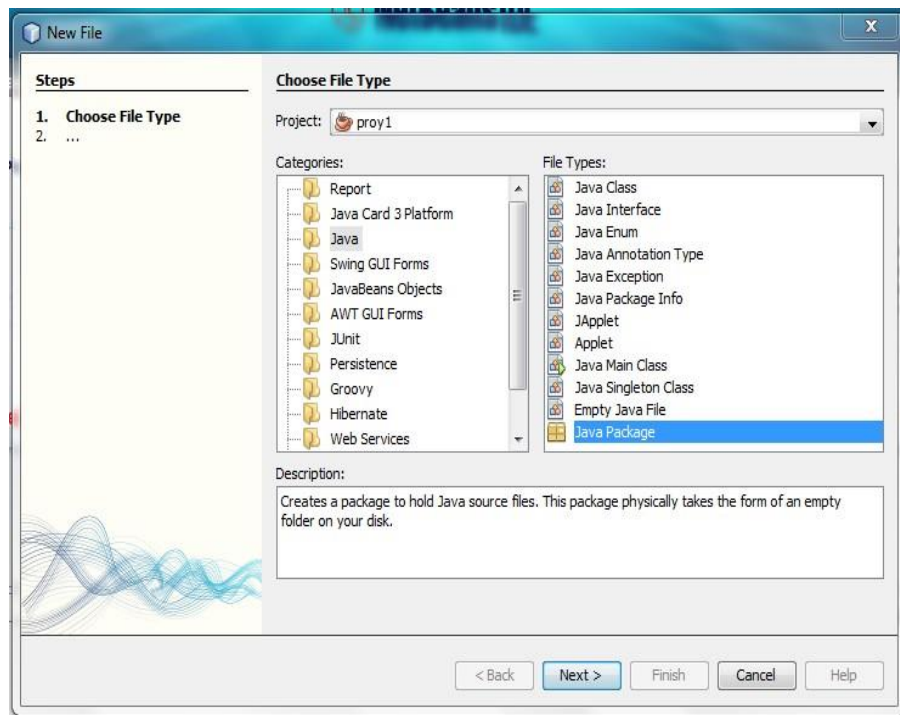 New File
X
Steps
1. Choose File Type
2. ...
Choose File Type
Project: proy1
Categories:
Report
Java Card 3 Platform
Java
Swing GUI Forms
JavaBeans Objects
AWT GUI Forms
JUnit
Persistence
Groovy
Hibernate
Web Services
File Types:
Java Class
Java Interface
Java Enum
Java Annotation Type
Java Exception
Java Package Info
JApplet
Applet
Java Main Class
Java Singleton Class
Empty Java File
Java Package
Description:
Creates a package to hold Java source files. This package physically takes the form of an empty
folder on your disk.
< Back
Next >
Finish
Cancel
Help